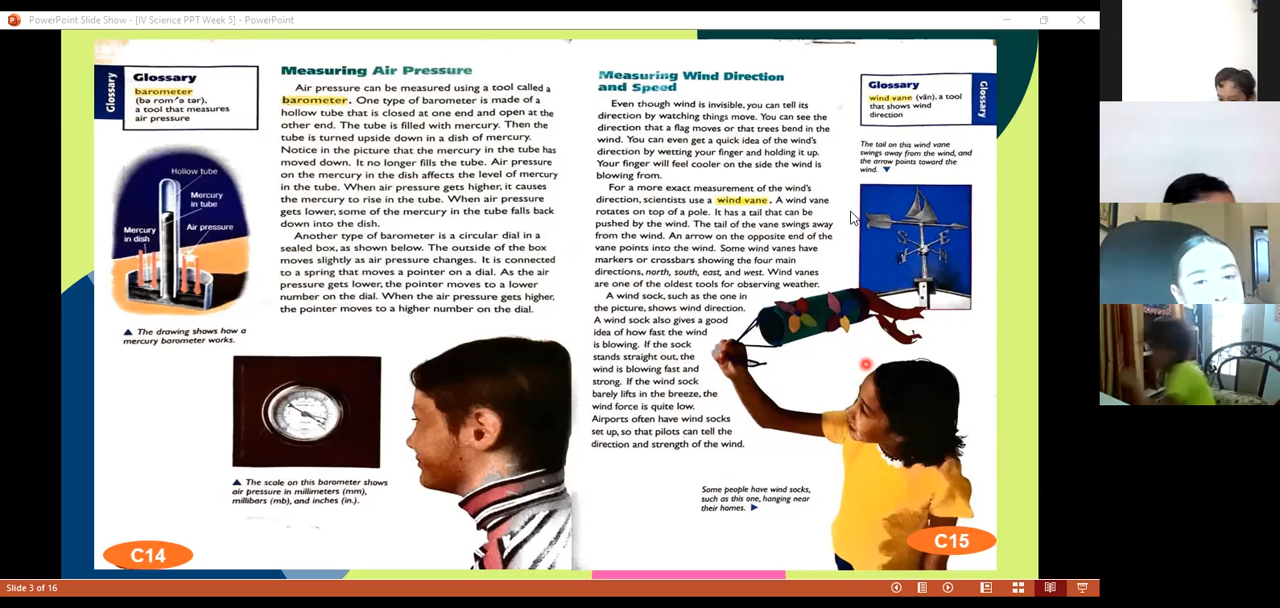 PowerPoint Slide Show - [IV Science PPT Week 5] - PowerPoint
Glossary
Glossary
barometer
(bə rom′ə tər),
a tool that measures
air pressure
Hollow tube
Mercury
in tube
Mercury
in dish
Air pressure
The drawing shows how a
mercury barometer works.
Measuring Air Pressure
Air pressure can be measured using a tool called a
barometer. One type of barometer is made of a
hollow tube that is closed at one end and open at the
other end. The tube is filled with mercury. Then the
tube is turned upside down in a dish of mercury.
Notice in the picture that the mercury in the tube has
moved down. It no longer fills the tube. Air pressure
on the mercury in the dish affects the level of mercury
in the tube. When air pressure gets higher, it causes
the mercury to rise in the tube. When air pressure
gets lower, some of the mercury in the tube falls back
down into the dish.
Another type of barometer is a circular dial in a
sealed box, as shown below. The outside of the box
moves slightly as air pressure changes. It is connected
to a spring that moves a pointer on a dial. As the air
pressure gets lower, the pointer moves to a lower
number on the dial. When the air pressure gets higher,
the pointer moves to a higher number on the dial.
The scale on this barometer shows
air pressure in millimeters (mm),
millibars (mb), and inches (in.).
C14
Measuring Wind Direction
and Speed
Even though wind is invisible, you can tell its
direction by watching things move. You can see the
direction that a flag moves or that trees bend in the
wind. You can even get a quick idea of the wind's
direction by wetting your finger and holding it up.
Your finger will feel cooler on the side the wind is
blowing from.
For a more exact measurement of the wind's
direction, scientists use a wind vane. A wind vane
rotates on top of a pole. It has a tail that can be
pushed by the wind. The tail of the vane swings away
from the wind. An arrow on the opposite end of the
vane points into the wind. Some wind vanes have
markers or crossbars showing the four main
directions, north, south, east, and west. Wind vanes
are one of the oldest tools for observing weather.
A wind sock, such as the one in
the picture, shows wind direction.
A wind sock also gives a good
idea of how fast the wind
is blowing. If the sock
stands straight out, the
wind is blowing fast and
strong. If the wind sock
barely lifts in the breeze, the
wind force is quite low.
Airports often have wind socks
set up, so that pilots can tell the
direction and strength of the wind.
Glossary
wind vane (vān), a tool
that shows wind
direction
Glossary
The tail on this wind vane
swings away from the wind, and
the arrow points toward the
wind.
Some people have wind socks,
such as this one, hanging near
their homes.
C15
Slide 3 of 16